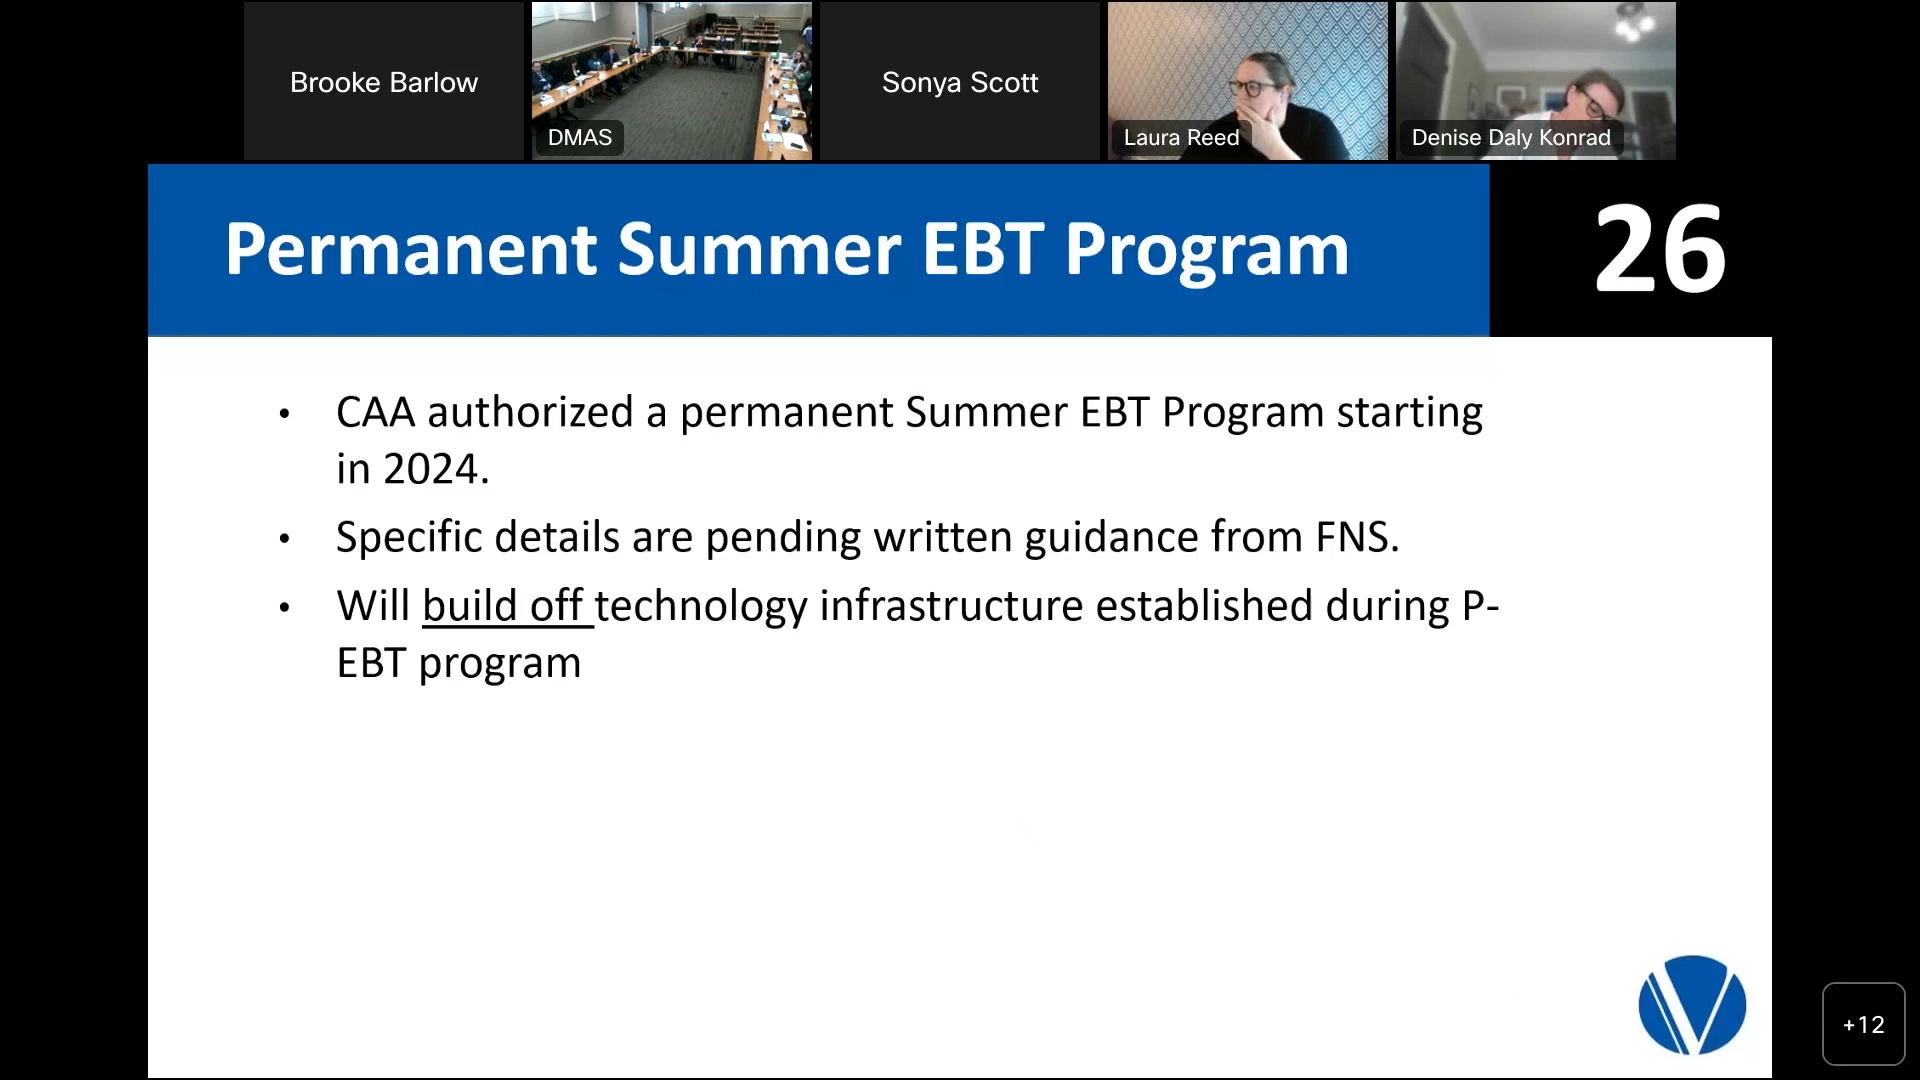 Brooke Barlow
DMAS
Sonya Scott
Laura Reed
Denise Daly Konrad
Permanent Summer EBT Program
26
• CAA authorized a permanent Summer EBT Program starting
in 2024.
• Specific details are pending written guidance from FNS.
• Will build off technology infrastructure established during P-
EBT program
V
+12